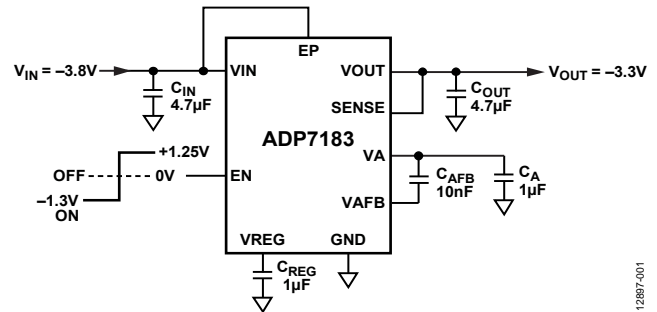 EP
VIN = –3.8V
VIN
VOUT
VOUT = –3.3V
CIN
4.7µF
COUT
4.7µF
SENSE
ADP7183
+1.25V
VA
OFF
0V
EN
CAFB
10nF
CA
1µF
–1.3V
ON
VAFB
VREG
GND
CREG
1µF
12897-001